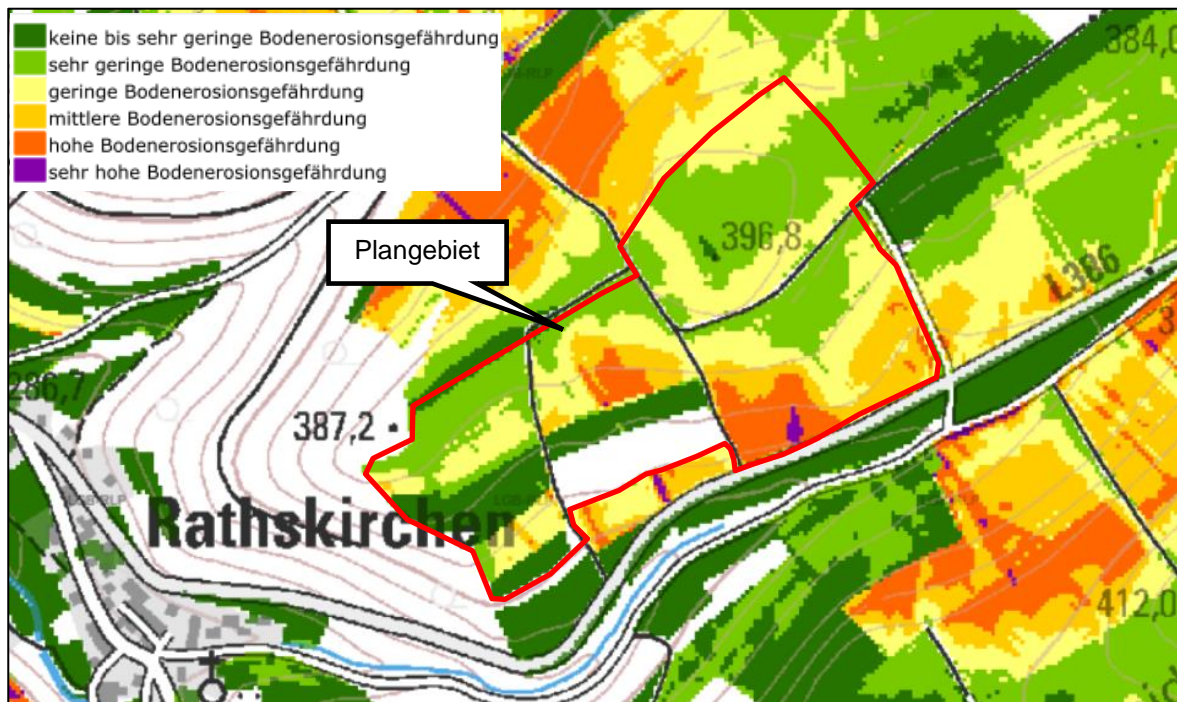 keine bis sehr geringe Bodenerosionsgefährdung
sehr geringe Bodenerosionsgefährdung
geringe Bodenerosionsgefährdung
mittlere Bodenerosionsgefährdung
hohe Bodenerosionsgefährdung
sehr hohe Bodenerosionsgefährdung
384,0
Plangebiet
396,8
L386
286,7
387,2
Rathskirchen
412,0